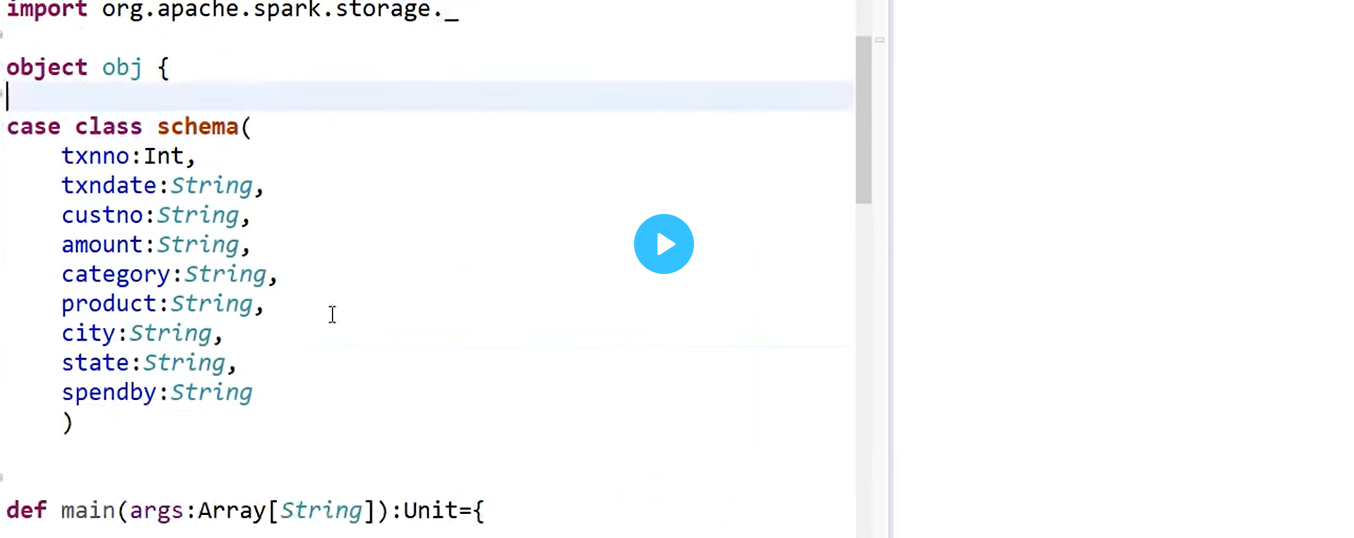 import org.apache.spark.storage._
object obj {
case class schema(
txnno:Int,
txndate:String,
custno:String,
amount:String,
category:String,
product:String,
city:String,
state:String,
spendby:String
)
def main(args:Array[String]):Unit={